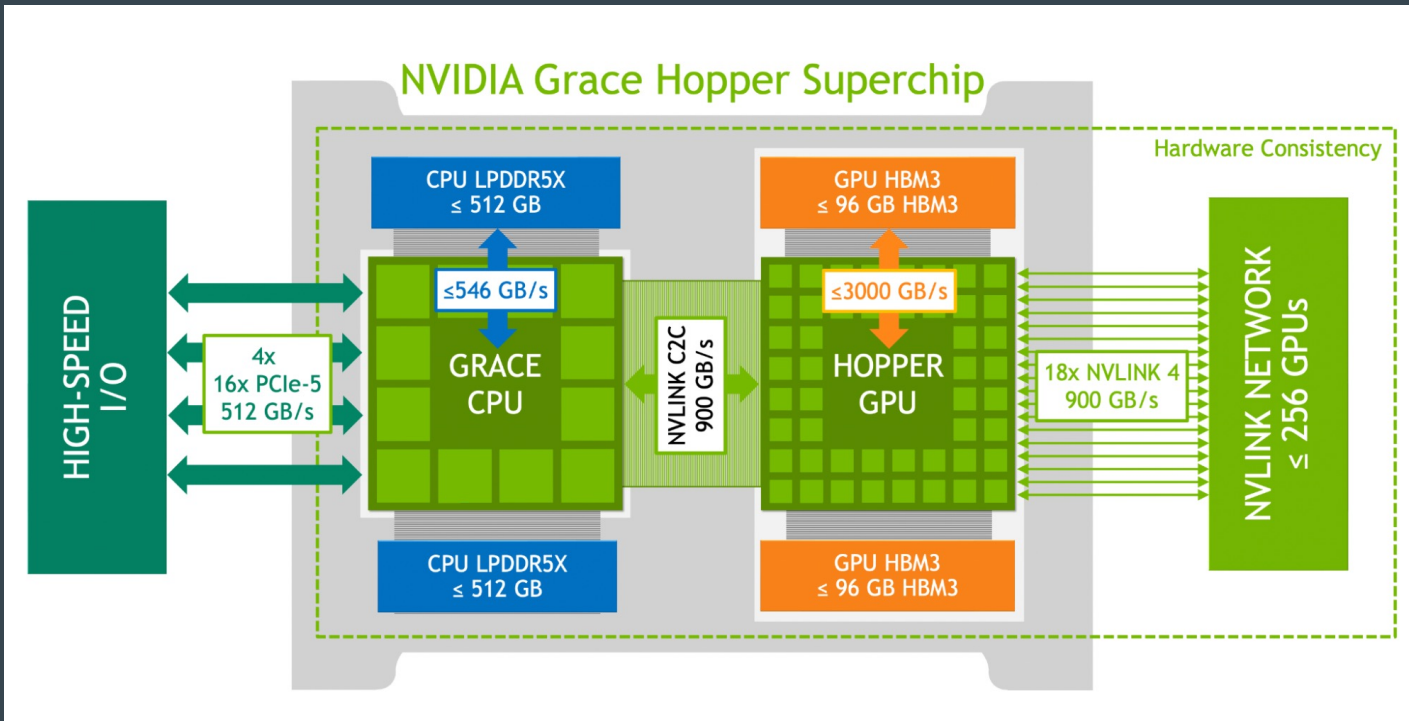 NVIDIA Grace Hopper Superchip
Hardware Consistency
HIGH-SPEED
I/O
4x
16x PCIe-5
512 GB/s
CPU LPDDR5X
≤ 512 GB
≤546 GB/s
GRACE
CPU
CPU LPDDR5X
≤ 512 GB
NVLINK C2C
900 GB/s
GPU HBM3
≤ 96 GB HBM3
≤3000 GB/s
HOPPER
GPU
GPU HBM3
≤ 96 GB HBM3
18x NVLINK 4
900 GB/s
NVLINK NETWORK
≤ 256 GPUs